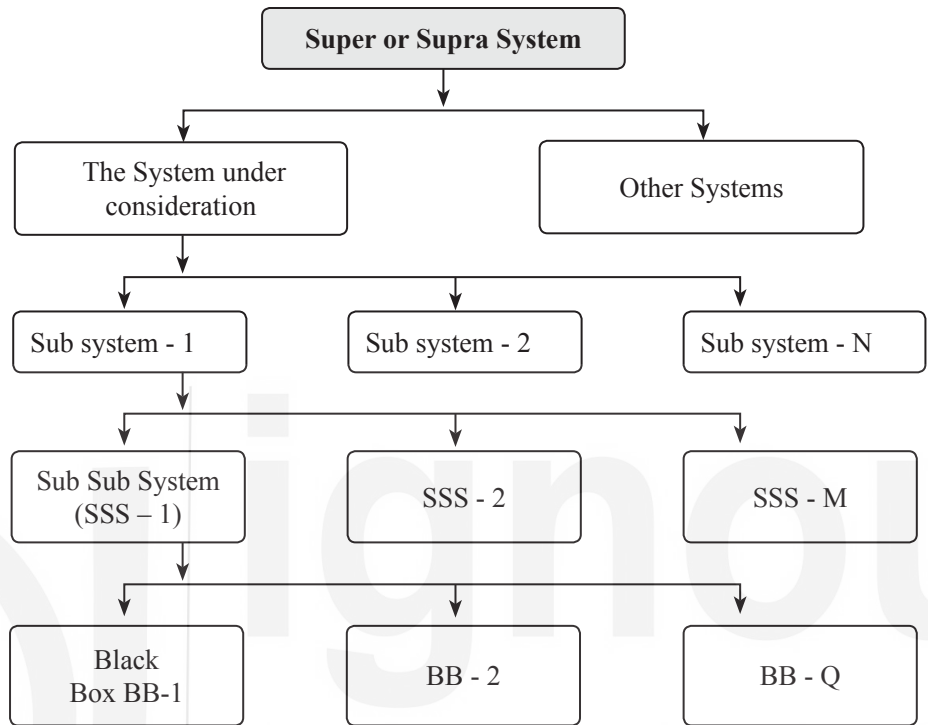 Super or Supra System
The System under
consideration
Other Systems
Sub system - 1
Sub system - 2
Sub system - N
Sub Sub System
(SSS – 1)
SSS - 2
SSS - M
Black
Box BB-1
BB - 2
BB - Q
ignou